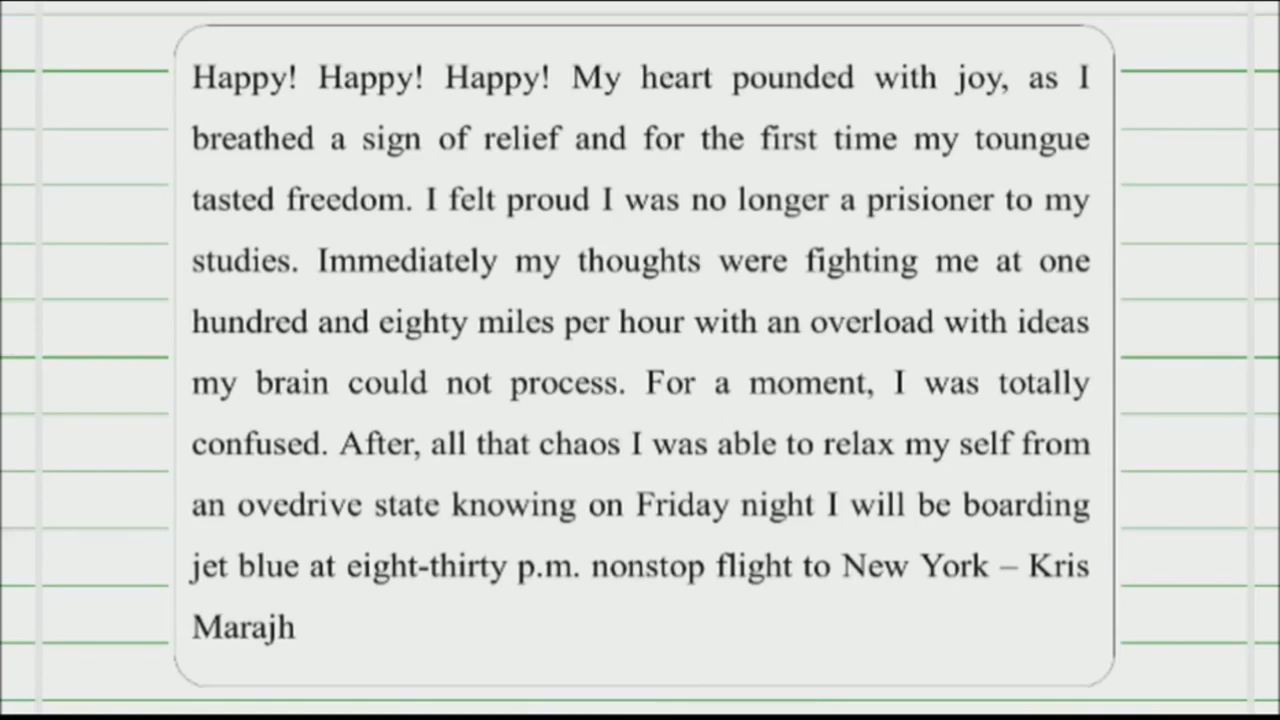 Happy! Happy! Happy! My heart pounded with joy, as I
breathed a sign of relief and for the first time my toungue
tasted freedom. I felt proud I was no longer a prisioner to my
studies. Immediately my thoughts were fighting me at one
hundred and eighty miles per hour with an overload with ideas
my brain could not process. For a moment, I was totally
confused. After, all that chaos I was able to relax my self from
an ovedrive state knowing on Friday night I will be boarding
jet blue at eight-thirty p.m. nonstop flight to New York – Kris
Marajh